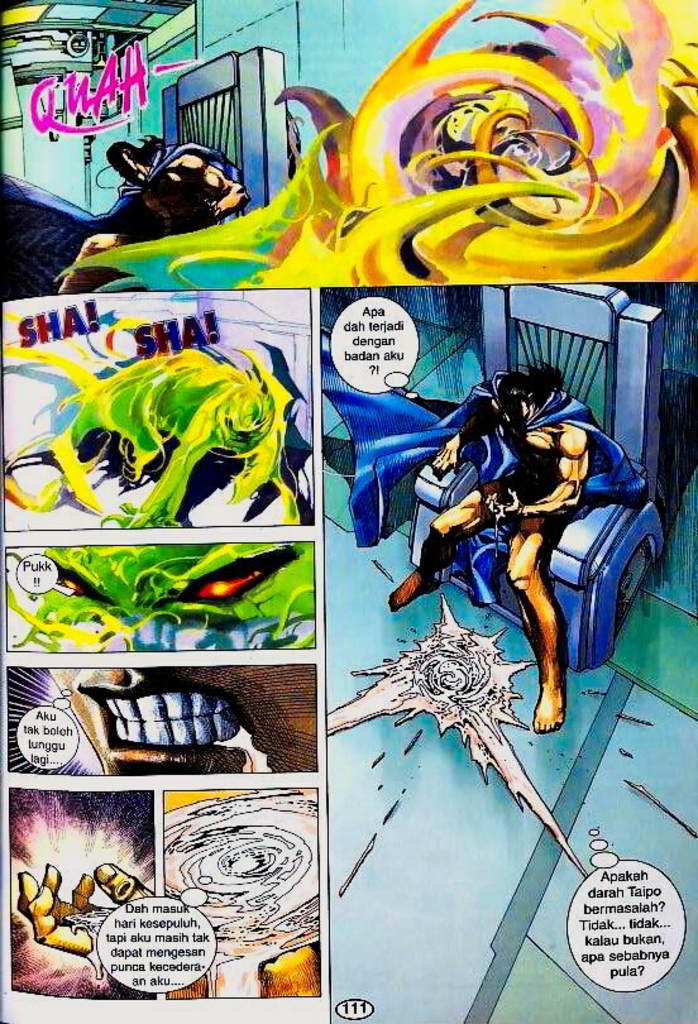 QUAH
SHA!
SHA!
Apa
dah terjadi
dengan
badan aku
?!
Pukk
!!
Aku
tak boleh
tunggu
lagi....
Dah masuk
hari kesepuluh,
tapi aku masih tak
dapat mengesan
punca kecedera-
an aku....
Apakah
darah Taipo
bermasalah?
Tidak... tidak...
kalau bukan,
apa sebabnya
pula?
111